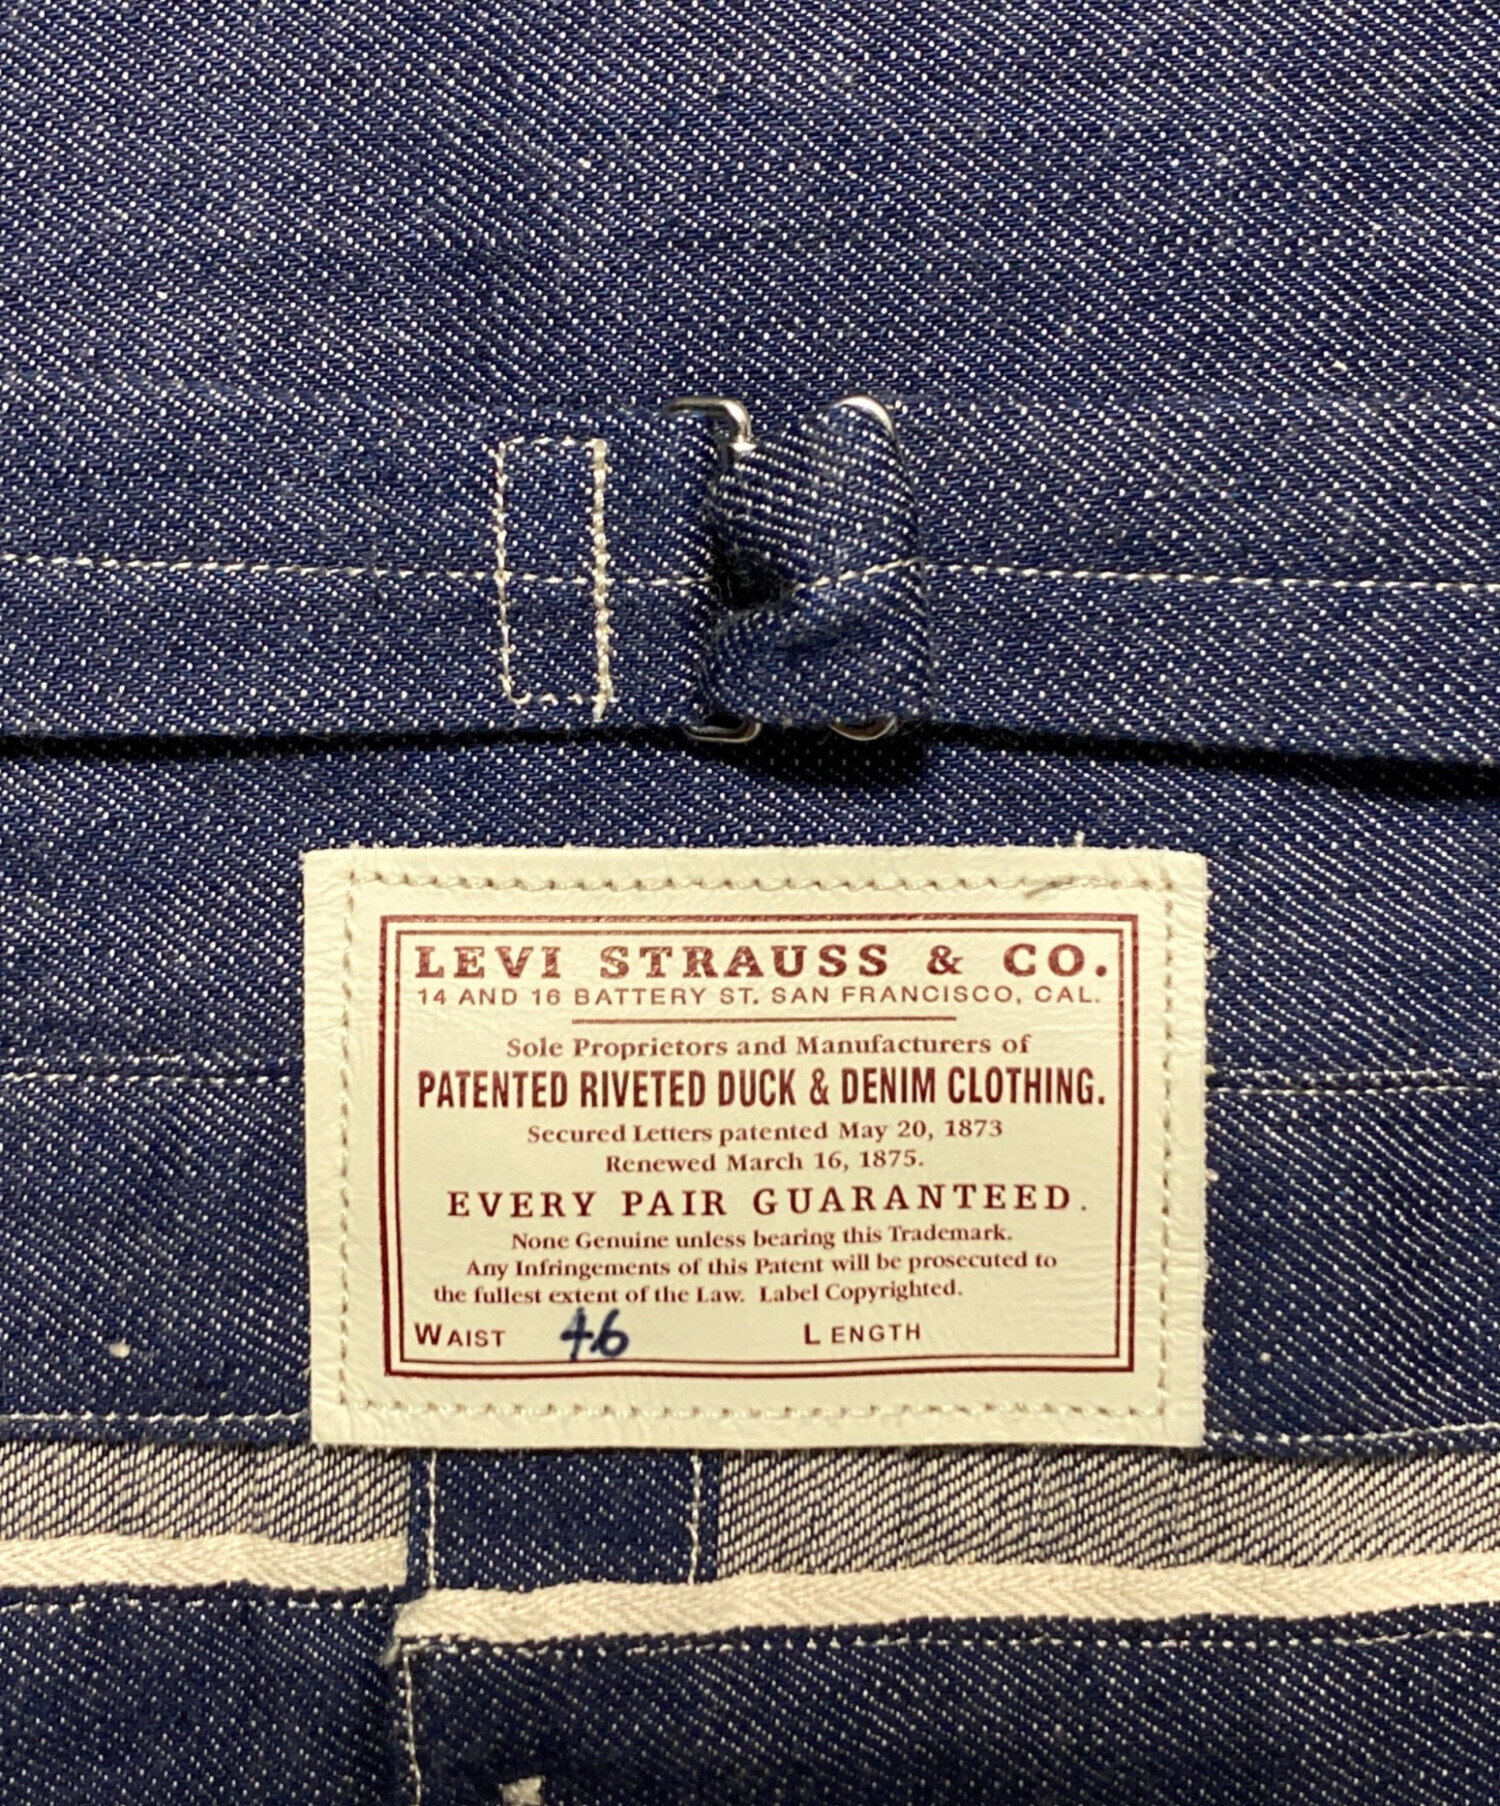 LEVI STRAUSS & CO.
14 AND 16 BATTERY ST. SAN FRANCISCO, CAL.
Sole Proprietors and Manufacturers of
PATENTED RIVETED DUCK & DENIM CLOTHING.
Secured Letters patented May 20, 1873
Renewed March 16, 1875.
EVERY PAIR GUARANTEED.
None Genuine unless bearing this Trademark.
Any Infringements of this Patent will be prosecuted to
the fullest extent of the Law. Label Copyrighted.
WAIST 46 LENGTH